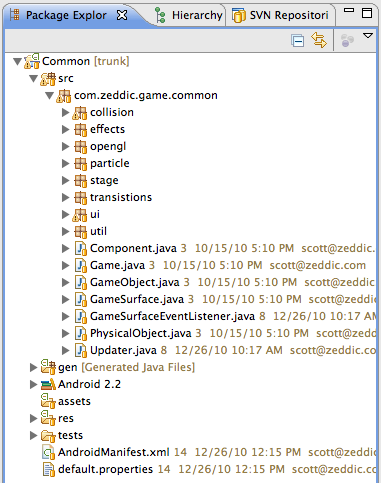 Package Explor Hierarchy SVN Repositori
Common [trunk]
src
com.zeddic.game.common
collision
effects
opengl
particle
stage
transistions
ui
util
Component.java 3 10/15/10 5:10 PM scott@zeddic.
Game.java 3 10/15/10 5:10 PM scott@zeddic.com
GameObject.java 3 10/15/10 5:10 PM scott@zeddic
GameSurface.java 3 10/15/10 5:10 PM scott@zeddi
GameSurfaceEventListener.java 8 12/26/10 10:17 AM
PhysicalObject.java 3 10/15/10 5:10 PM scott@zed
Updater.java 8 12/26/10 10:17 AM scott@zeddic.
gen [Generated Java Files]
Android 2.2
assets
res
tests
AndroidManifest.xml 14 12/26/10 12:15 PM scott@zedd
default.properties 14 12/26/10 12:15 PM scott@zeddic